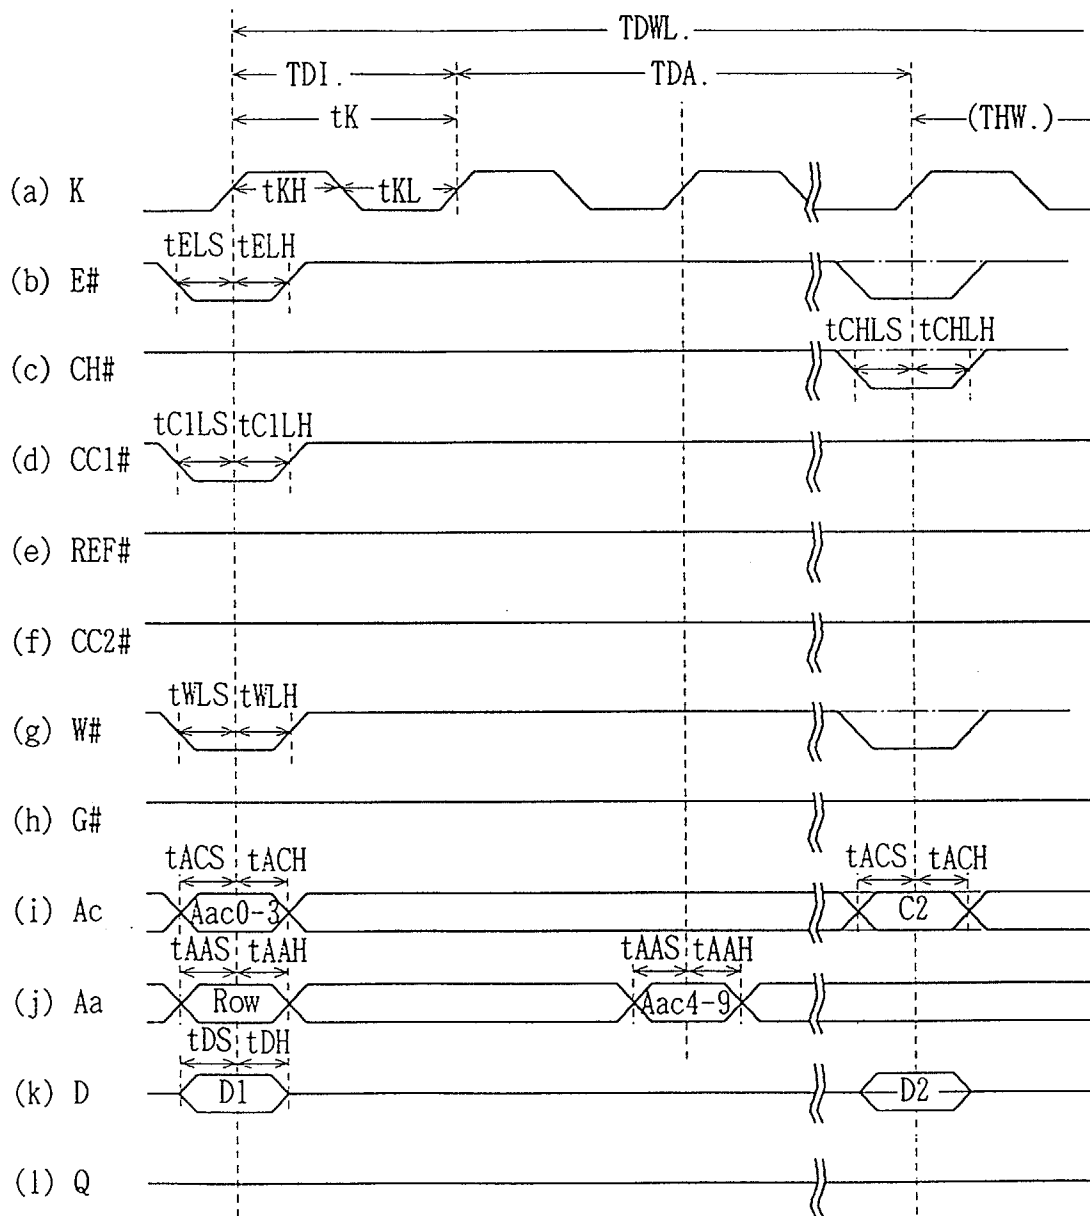 TDWL.
TDI. TDA.
tK (THW.)
(a) K tKH tKL
tELS tELH
(b) E#
tCHLS tCHLH
(c) CH#
tC1LS tC1LH
(d) CC1#
(e) REF#
(f) CC2#
tWLS tWLH
(g) W#
(h) G#
tACS tACH tACS tACH
(i) Ac Aac0-3 C2
tAAS tAAH tAAS tAAH
(j) Aa Row Aac4-9
tDS tDH
(k) D D1 D2
(l) Q